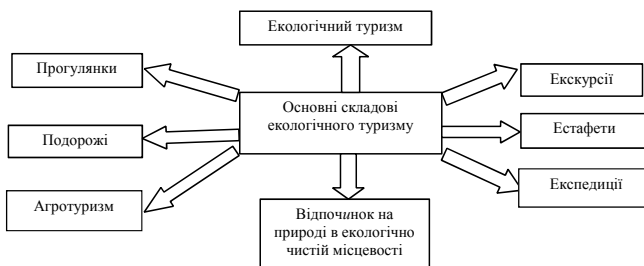 Екологічний туризм
Прогулянки
Екскурсії
Основні складові
екологічного туризму
Подорожі
Естафети
Агротуризм
Експедиції
Відпочинок на
природі в екологічно
чистій місцевості